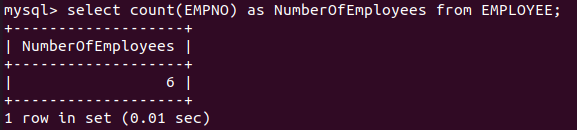 mysql> select count(EMPNO) as NumberOfEmployees from EMPLOYEE;
+-------------------+
| NumberOfEmployees |
+-------------------+
|                 6 |
+-------------------+
1 row in set (0.01 sec)